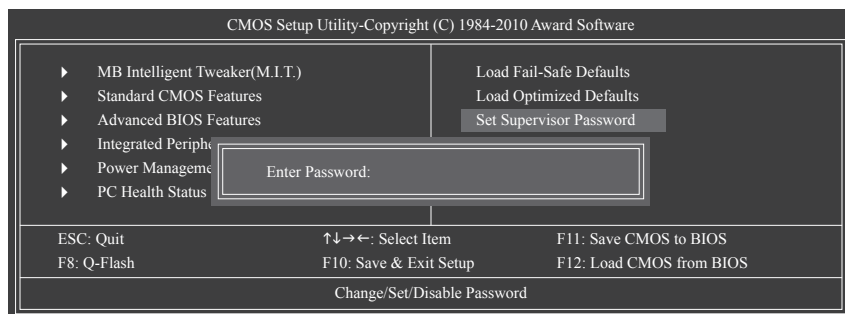 CMOS Setup Utility-Copyright (C) 1984-2010 Award Software
MB Intelligent Tweaker(M.I.T.)
Standard CMOS Features
Advanced BIOS Features
Integrated Periphe
Power Manageme
PC Health Status
Load Fail-Safe Defaults
Load Optimized Defaults
Set Supervisor Password
Enter Password:
ESC: Quit ↑↓→←: Select Item F11: Save CMOS to BIOS
F8: Q-Flash F10: Save & Exit Setup F12: Load CMOS from BIOS
Change/Set/Disable Password